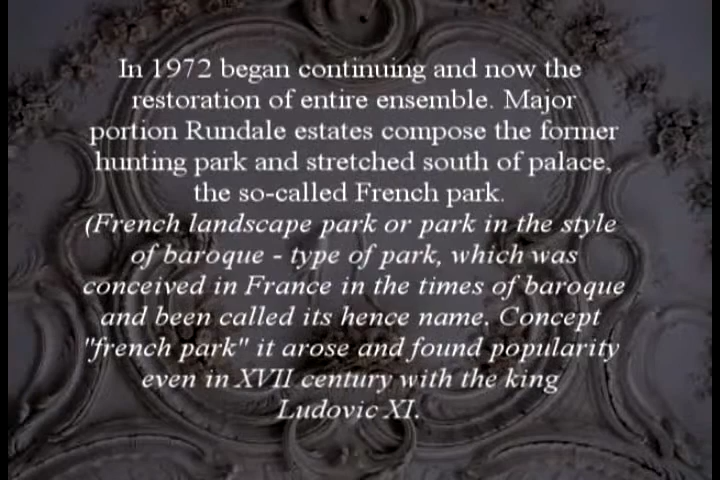 In 1972 began continuing and now the
restoration of entire ensemble. Major
portion Rundale estates compose the former
hunting park and stretched south of palace,
the so-called French park.
(French landscape park or park in the style
of baroque - type of park, which was
conceived in France in the times of baroque
and been called its hence name. Concept
"french park" it arose and found popularity
even in XVII century with the king
Ludovic XI.